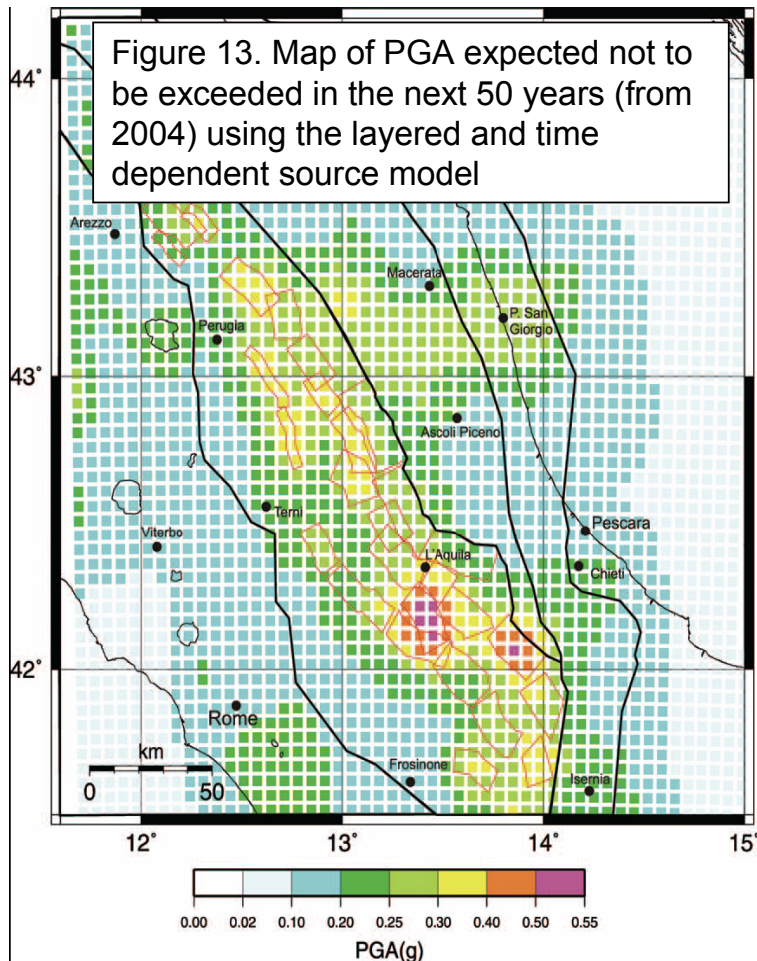 Figure 13. Map of PGA expected not to
be exceeded in the next 50 years (from
2004) using the layered and time
dependent source model
44°
Arezzo
Macerata
P. San
Giorgio
Perugia
43°
Ascoli Piceno
Terni
Pescara
Viterbo
L'Aquila
Chieti
42°
Rome
km
0 50
Frosinone
Isernia
12° 13° 14° 15°
0.00 0.02 0.10 0.20 0.25 0.30 0.40 0.50 0.55
PGA(g)